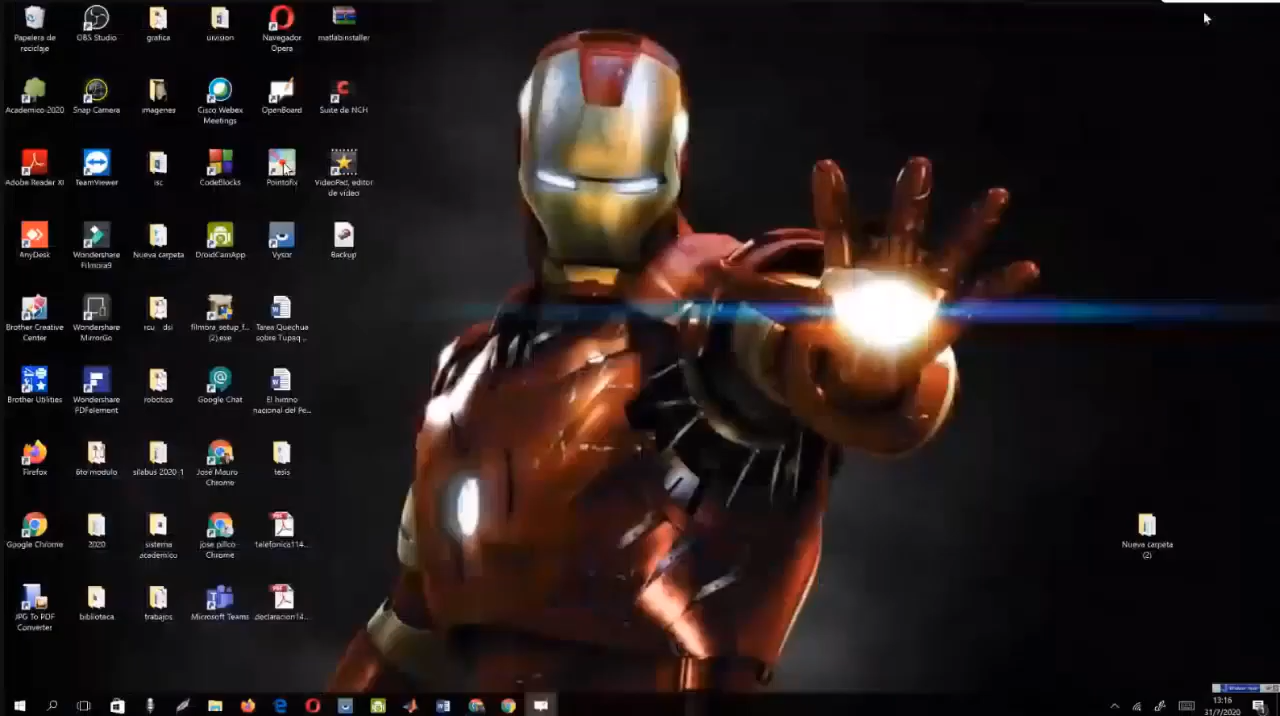 Papelera de
reciclaje
OBS Studio
grafica
uivision
Navegador
Opera
matlabinstaller
Academico-2020
Snap Camera
imagenes
Cisco Webex
Meetings
OpenBoard
Suite de NCH
Adobe Reader XI
TeamViewer
isc
CodeBlocks
Pointofix
VideoPad, editor
de vídeo
AnyDesk
Wondershare
Filmora9
Nueva carpeta
DroidCamApp
Vysor
Backup
Brother Creative
Center
Wondershare
MirrorGo
rcu dsi
filmora_setup_f...
(2).exe
Tarea Quechua
sobre Tupaq ...
Brother Utilities
Wondershare
PDFelement
robotica
Google Chat
El himno
nacional del Pe...
Firefox
6to modulo
silabus 2020_1
José Mauro
Chrome
tesis
Google Chrome
2020
sistema
academico
jose pillco -
Chrome
telefonica114...
JPG To PDF
Converter
biblioteca
trabajos
Microsoft Teams
declaracion14...
Nueva carpeta
(2)
13:16
31/7/2020